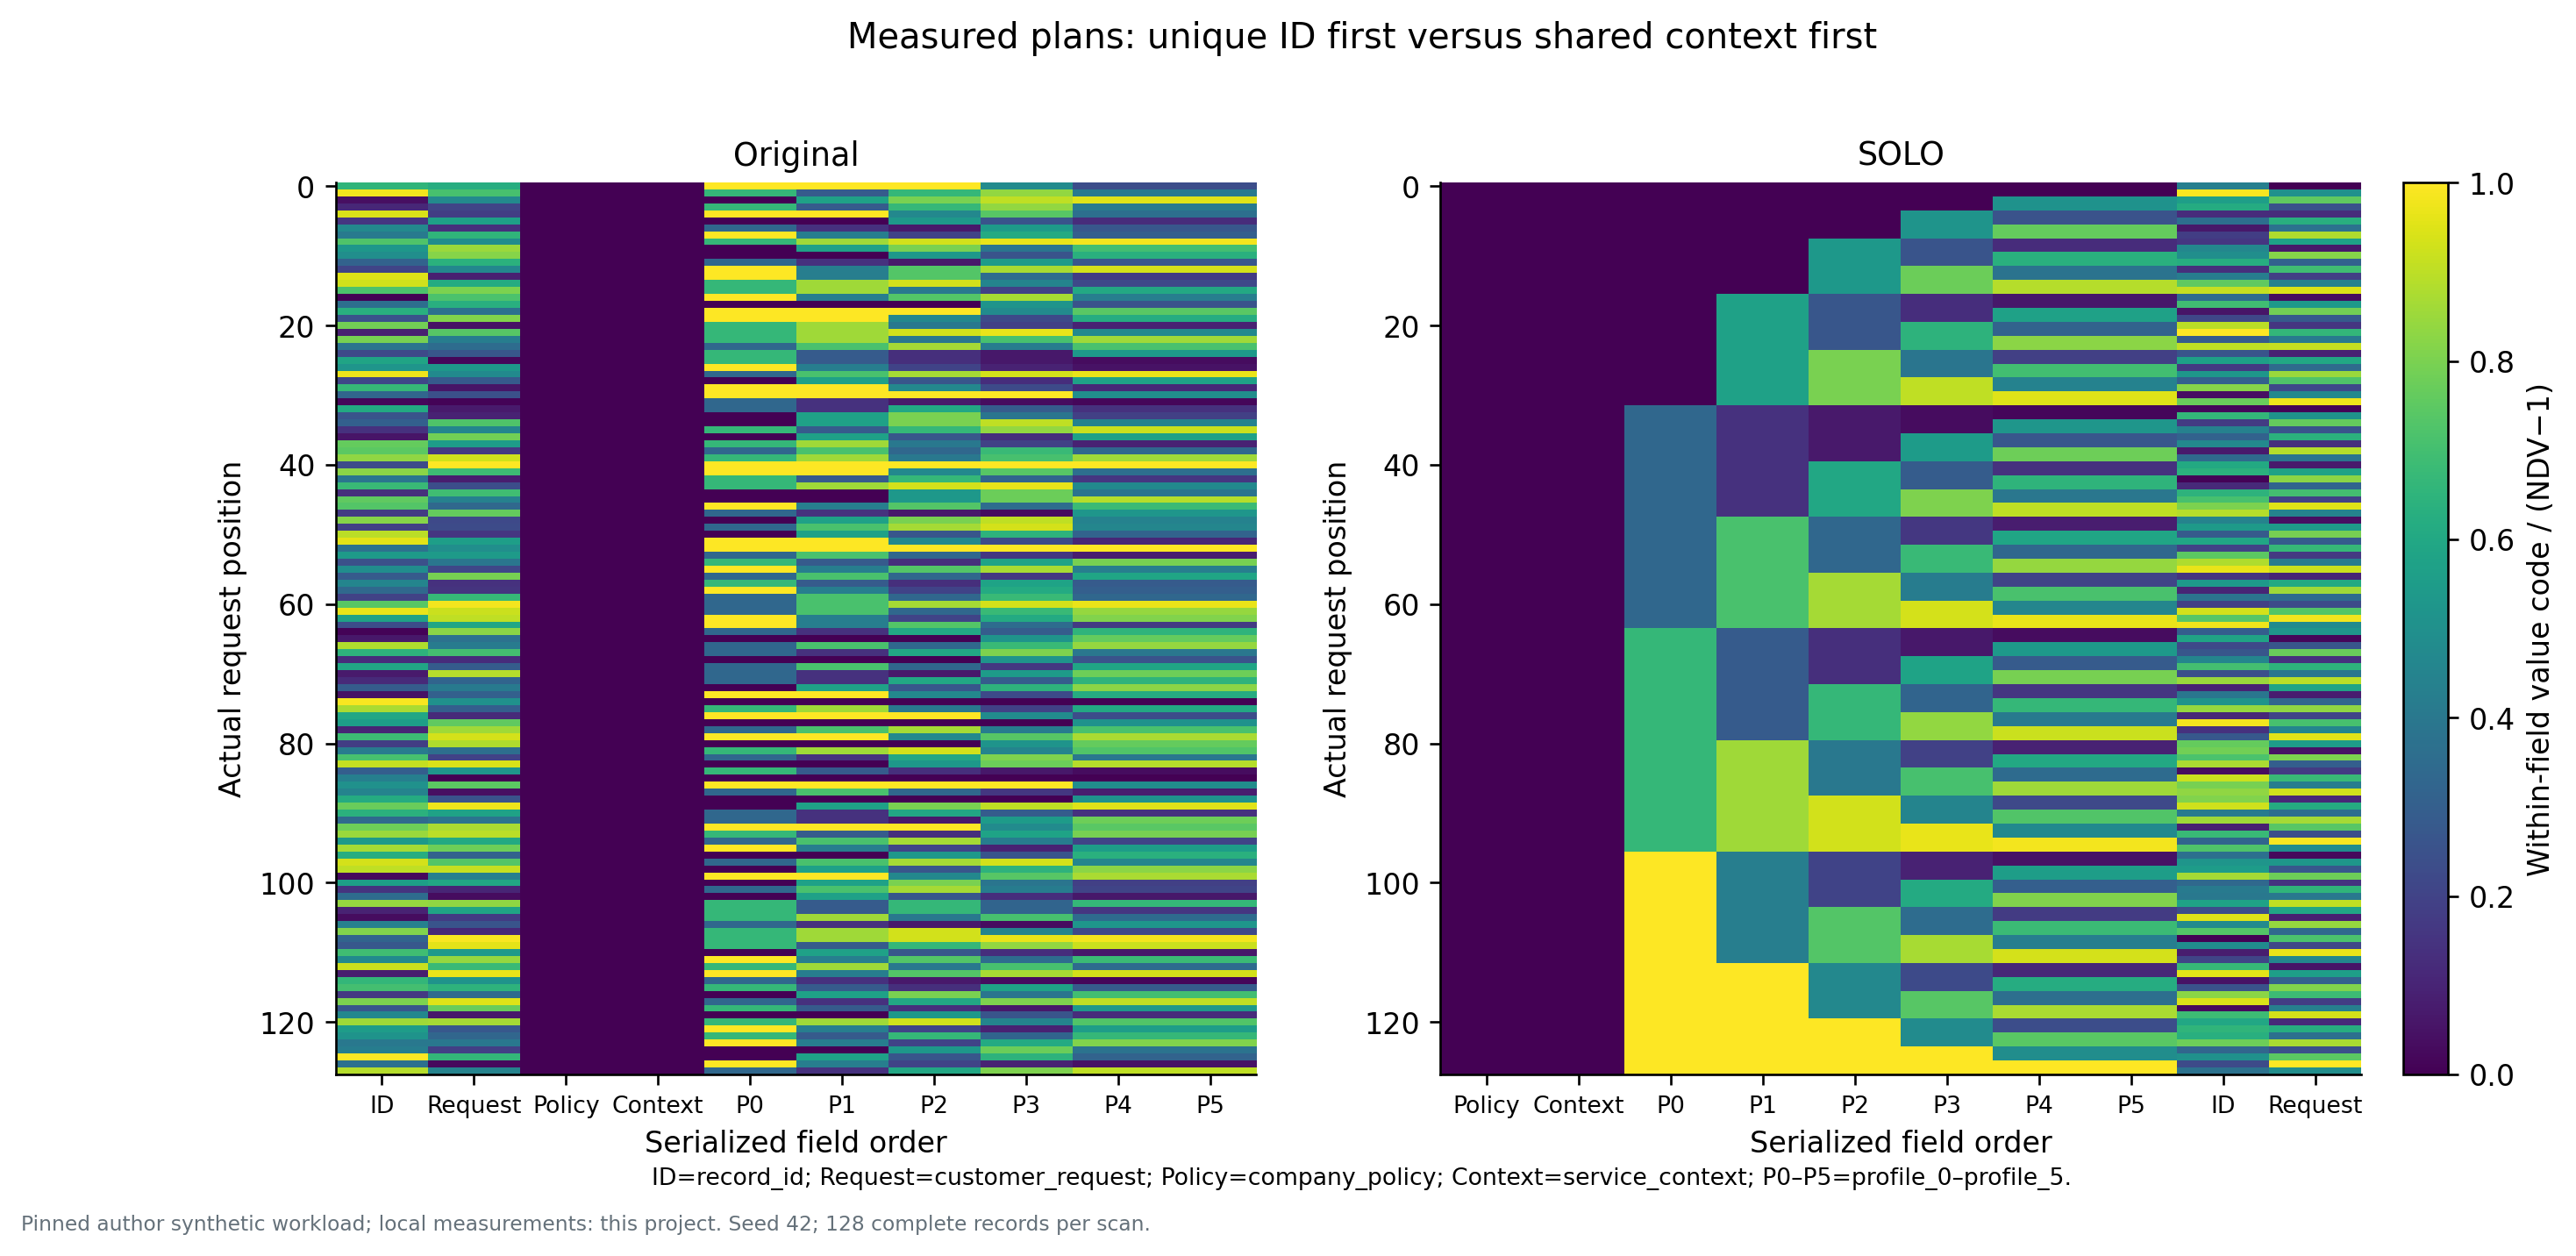 Measured plans: unique ID first versus shared context first
Original
0
20
40
60
80
100
120
Actual request position
ID Request Policy Context P0 P1 P2 P3 P4 P5
Serialized field order
SOLO
0
20
40
60
80
100
120
Actual request position
Policy Context P0 P1 P2 P3 P4 P5 ID Request
Serialized field order
1.0
0.8
0.6
0.4
0.2
0.0
Within-field value code / (NDV−1)
ID=record_id; Request=customer_request; Policy=company_policy; Context=service_context; P0–P5=profile_0–profile_5.
Pinned author synthetic workload; local measurements: this project. Seed 42; 128 complete records per scan.